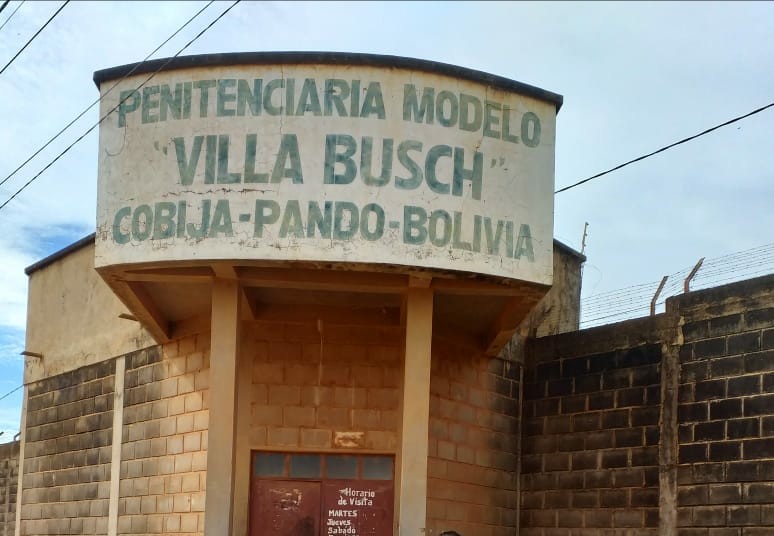 PENITENCIARIA MODELO
"VILLA BUSCH"
COBIJA-PANDO-BOLIVIA
Horario
de Visita
MARTES
Jueves
Sabado